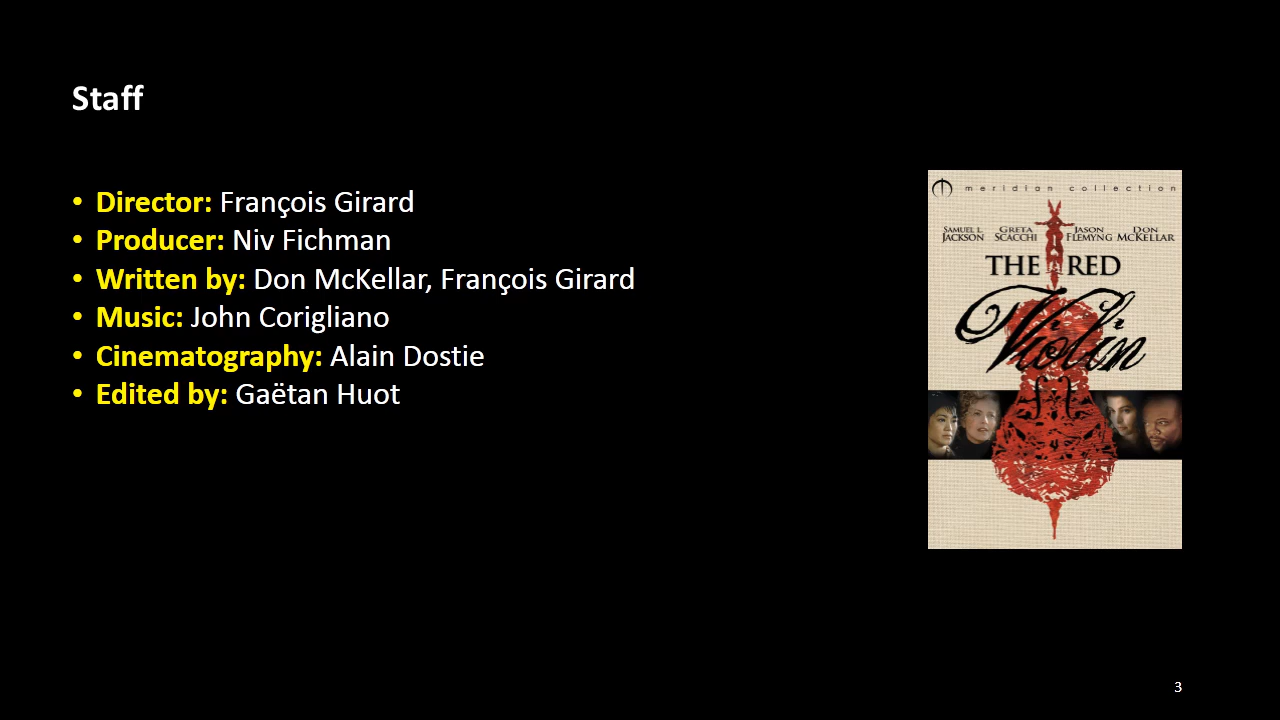 Staff
• Director: François Girard
• Producer: Niv Fichman
• Written by: Don McKellar, François Girard
• Music: John Corigliano
• Cinematography: Alain Dostie
• Edited by: Gaëtan Huot
meridian collection
SAMUEL L. JACKSON GRETA SCACCHI JASON FLEMYNG DON McKELLAR
THE RED
Violin
3